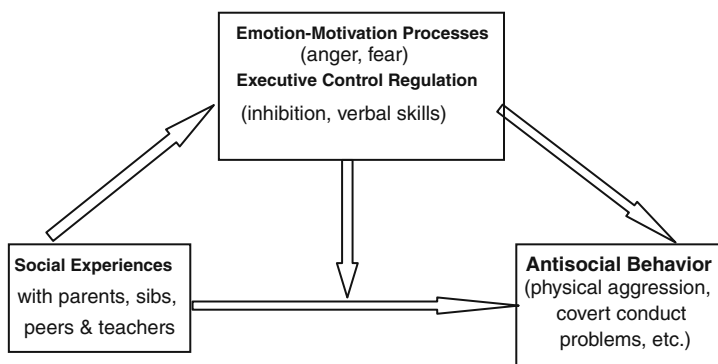 Emotion-Motivation Processes
(anger, fear)
Executive Control Regulation
(inhibition, verbal skills)
Social Experiences
with parents, sibs,
peers & teachers
Antisocial Behavior
(physical aggression,
covert conduct
problems, etc.)